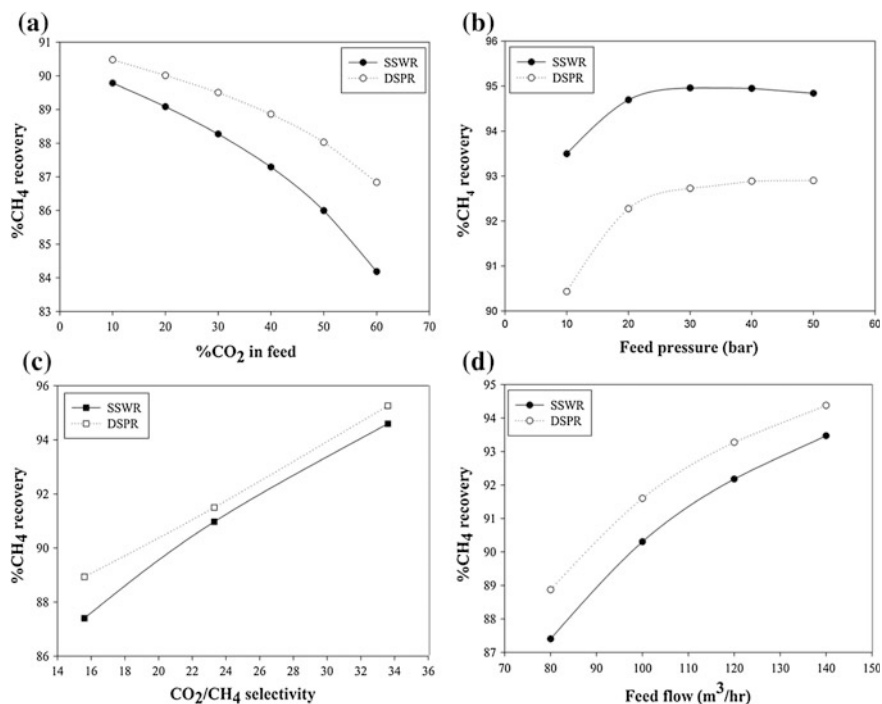 (a)
91
90
89
88
87
86
85
84
83
%CH4 recovery
SSWR
DSPR
0 10 20 30 40 50 60 70
%CO2 in feed
(b)
96
95
94
93
92
91
90
%CH4 recovery
SSWR
DSPR
0 10 20 30 40 50 60
Feed pressure (bar)
(c)
96
94
92
90
88
86
%CH4 recovery
SSWR
DSPR
14 16 18 20 22 24 26 28 30 32 34 36
CO2/CH4 selectivity
(d)
95
94
93
92
91
90
89
88
87
%CH4 recovery
SSWR
DSPR
70 80 90 100 110 120 130 140 150
Feed flow (m3/hr)